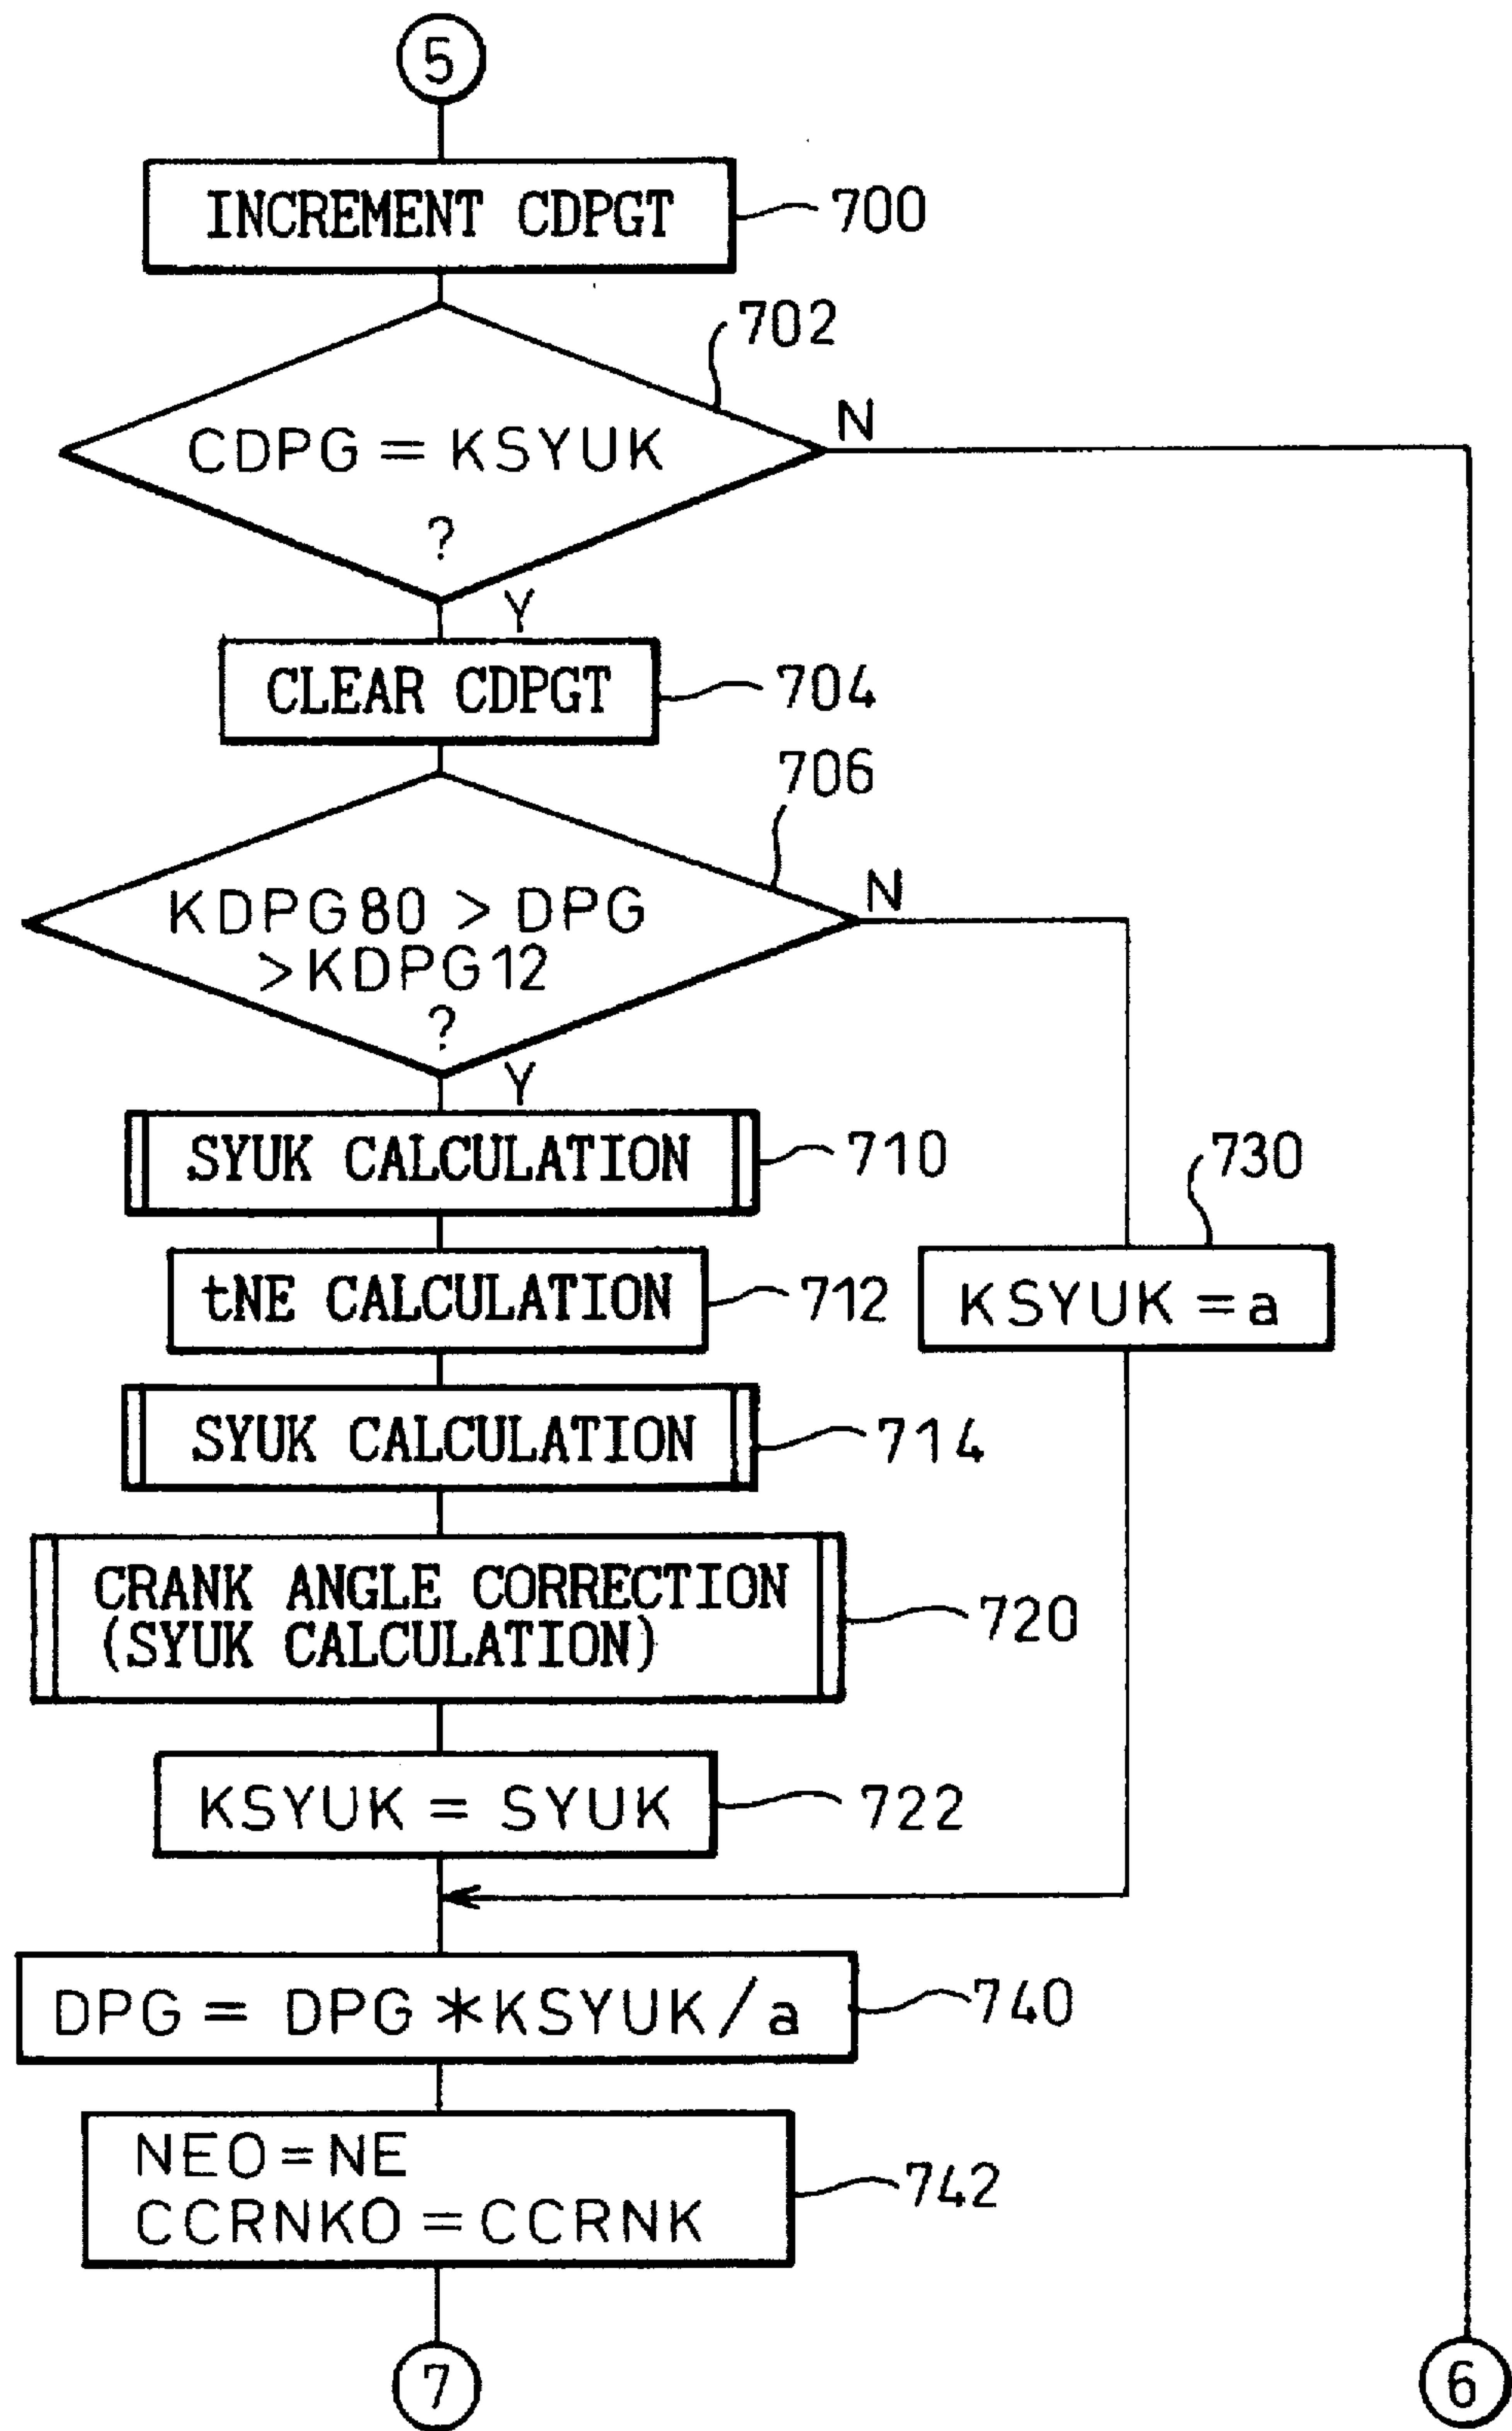 5
INCREMENT CDPGT
700
702
CDPG = KSYUK
?
N
Y
CLEAR CDPGT
704
706
KDPG80 > DPG
>KDPG12
?
N
Y
SYUK CALCULATION
710
730
tNE CALCULATION
712
KSYUK = a
SYUK CALCULATION
714
CRANK ANGLE CORRECTION
(SYUK CALCULATION)
720
KSYUK = SYUK
722
DPG = DPG *KSYUK/a
740
NEO = NE
CCRNKO = CCRNK
742
7
6